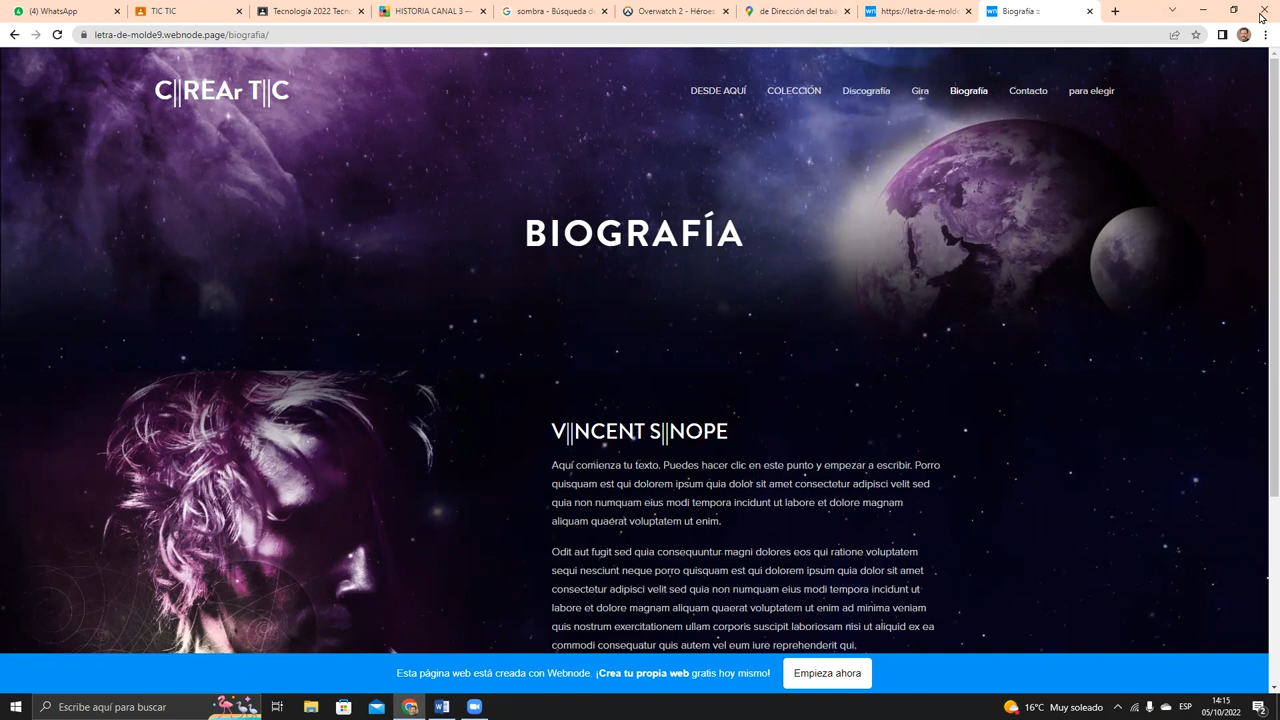 (4) WhatsApp
TIC TIC
Tecnología 2022 Tecno
HISTORIA CANAL 3 —
sombra - Búsqueda de
Overwatch 2 - Héroes
de Dirección del traba
https://letra-de-molde
Biografía ::
letra-de-molde9.webnode.page/biografia/
C||REAr T||C
DESDE AQUÍ COLECCIÓN Discografía Gira Biografía Contacto para elegir
BIOGRAFÍA
V||NCENT S||NOPE
Aquí comienza tu texto. Puedes hacer clic en este punto y empezar a escribir. Porro
quisquam est qui dolorem ipsum quia dolor sit amet consectetur adipisci velit sed
quia non numquam eius modi tempora incidunt ut labore et dolore magnam
aliquam quaerat voluptatem ut enim.
Odit aut fugit sed quia consequuntur magni dolores eos qui ratione voluptatem
sequi nesciunt neque porro quisquam est qui dolorem ipsum quia dolor sit amet
consectetur adipisci velit sed quia non numquam eius modi tempora incidunt ut
labore et dolore magnam aliquam quaerat voluptatem ut enim ad minima veniam
quis nostrum exercitationem ullam corporis suscipit laboriosam nisi ut aliquid ex ea
commodi consequatur quis autem vel eum iure reprehenderit qui.
Esta página web está creada con Webnode. ¡Crea tu propia web gratis hoy mismo! Empieza ahora
Escribe aquí para buscar
16°C Muy soleado
ESP
14:15
05/10/2022
2